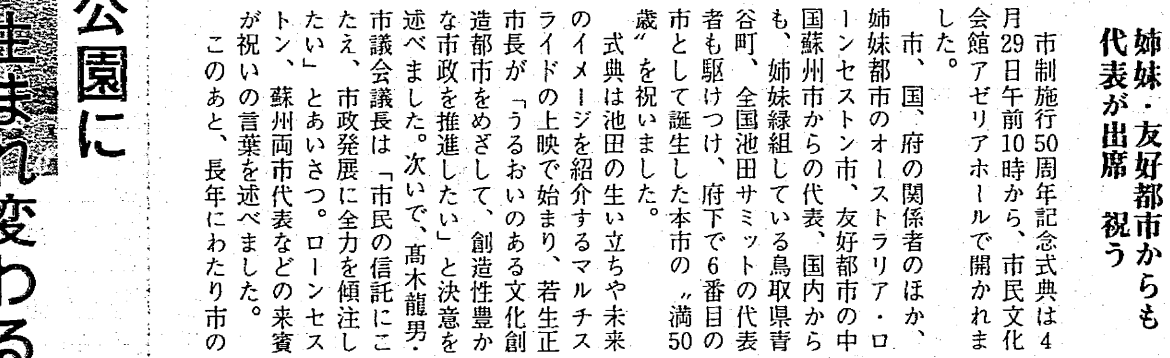 姉妹・友好都市からも
代表が出席 祝う
市制施行50周年記念式典は4
月29日午前10時から、市民文化
会館アゼリアホールで開かれま
した。
市、国、府の関係者のほか、
姉妹都市のオーストラリア・ロ
ーンセストン市、友好都市の中
国蘇州市からの代表、国内から
も、姉妹縁組している鳥取県青
谷町、全国池田サミットの代表
者も駆けつけ、府下で6番目の
市として誕生した本市の〝満50
歳〟を祝いました。
式典は池田の生い立ちや未来
のイメージを紹介するマルチス
ライドの上映で始まり、若生正
市長が「うるおいのある文化創
造都市をめざして、創造性豊か
な市政を推進したい」と決意を
述べました。次いで、髙木龍男・
市議会議長は「市民の信託にこ
たえ、市政発展に全力を傾注し
たい」とあいさつ。ローンセス
トン、蘇州両市代表などの来賓
が祝いの言葉を述べました。
このあと、長年にわたり市の
公園に
生まれ変わる